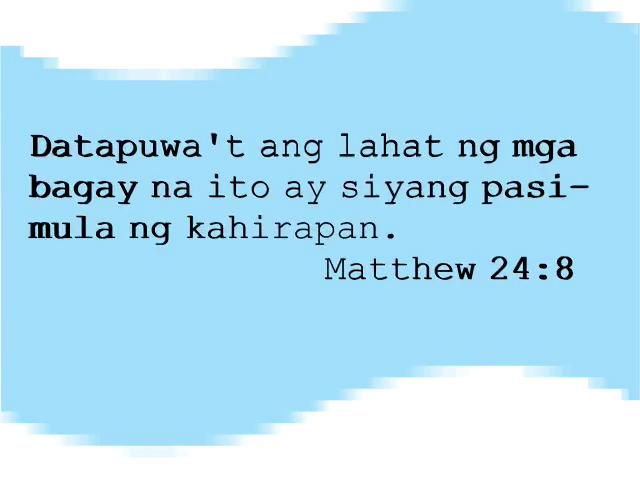 Datapuwa't ang lahat ng mga
bagay na ito ay siyang pasi-
mula ng kahirapan.
Matthew 24:8